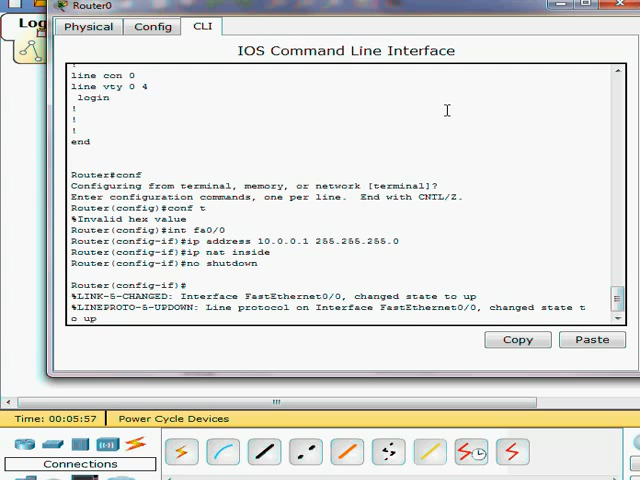 Router0
Log
Physical
Config
CLI
IOS Command Line Interface
!
line con 0
line vty 0 4
login
!
!
!
end
Router#conf
Configuring from terminal, memory, or network [terminal]?
Enter configuration commands, one per line.  End with CNTL/Z.
Router(config)#conf t
%Invalid hex value
Router(config)#int fa0/0
Router(config-if)#ip address 10.0.0.1 255.255.255.0
Router(config-if)#ip nat inside
Router(config-if)#no shutdown
Router(config-if)#
%LINK-5-CHANGED: Interface FastEthernet0/0, changed state to up
%LINEPROTO-5-UPDOWN: Line protocol on Interface FastEthernet0/0, changed state t
o up
Copy
Paste
Time: 00:05:57
Power Cycle Devices
Connections